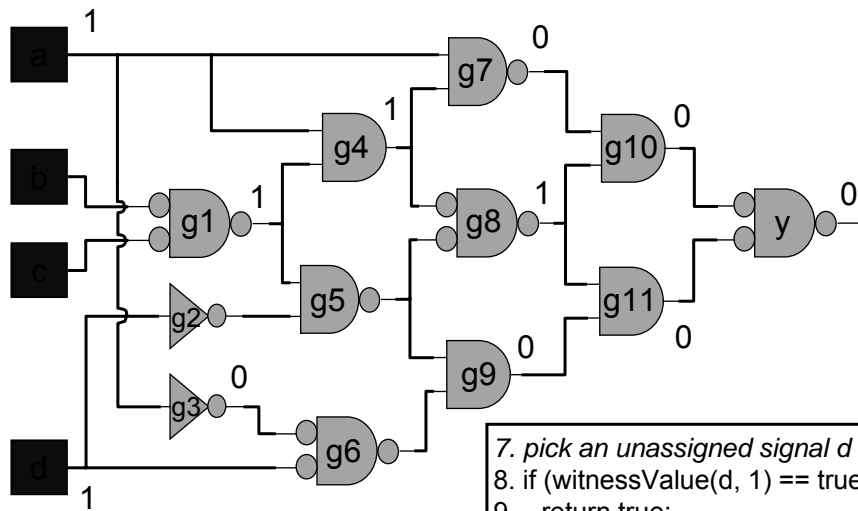 1
a
0
g7
1
g4
0
g10
b
1
g1
1
g8
0
y
c
g5
g11
g2
0
g9
0
0
g3
g6
d
1
7. pick an unassigned signal d
8. if (witnessValue(d, 1) == true
9. return true;